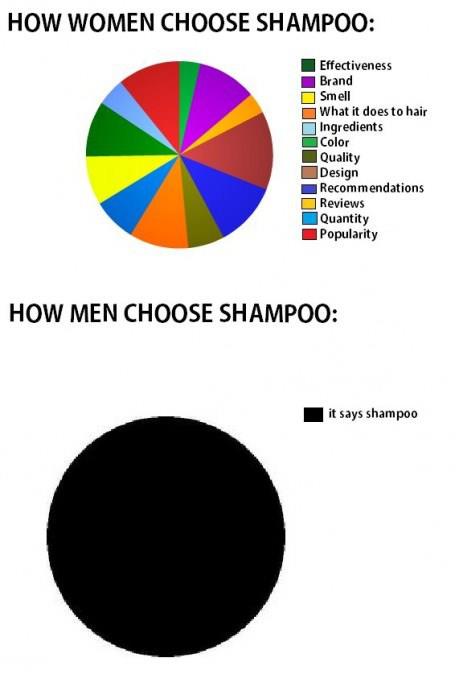 HOW WOMEN CHOOSE SHAMPOO:
Effectiveness
Brand
Smell
What it does to hair
Ingredients
Color
Quality
Design
Recommendations
Reviews
Quantity
Popularity
HOW MEN CHOOSE SHAMPOO:
it says shampoo